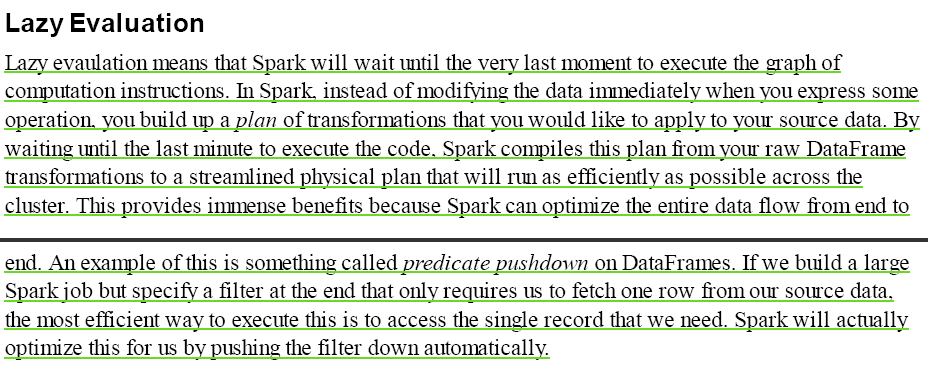 Lazy Evaluation
Lazy evaulation means that Spark will wait until the very last moment to execute the graph of
computation instructions. In Spark, instead of modifying the data immediately when you express some
operation, you build up a plan of transformations that you would like to apply to your source data. By
waiting until the last minute to execute the code, Spark compiles this plan from your raw DataFrame
transformations to a streamlined physical plan that will run as efficiently as possible across the
cluster. This provides immense benefits because Spark can optimize the entire data flow from end to
end. An example of this is something called predicate pushdown on DataFrames. If we build a large
Spark job but specify a filter at the end that only requires us to fetch one row from our source data,
the most efficient way to execute this is to access the single record that we need. Spark will actually
optimize this for us by pushing the filter down automatically.